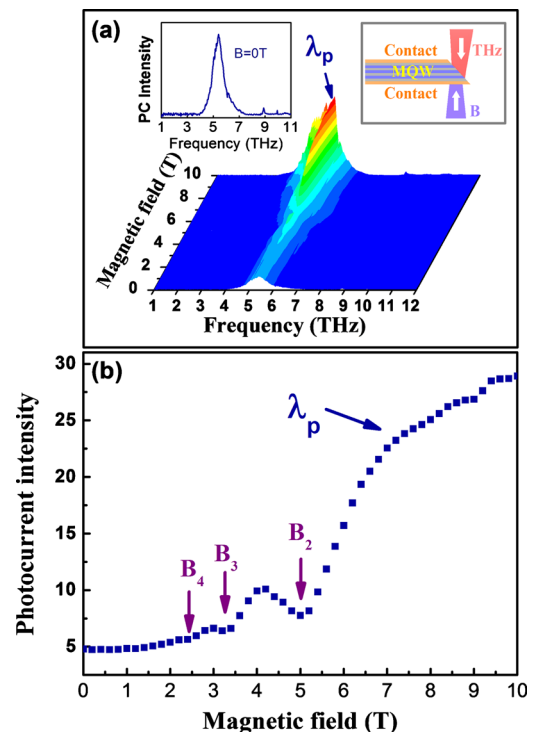 (a)
PC Intensity
B=0T
1 3 5 7 9 11
Frequency (THz)
λp
Contact
THz
MQW
Contact
B
Magnetic field (T)
10
8
6
4
2
0
1 2 3 4 5 6 7 8 9 10 11 12
Frequency (THz)
(b)
Photocurrent intensity
30
25
20
15
10
5
λp
B2
B3
B4
0 1 2 3 4 5 6 7 8 9 10
Magnetic field (T)